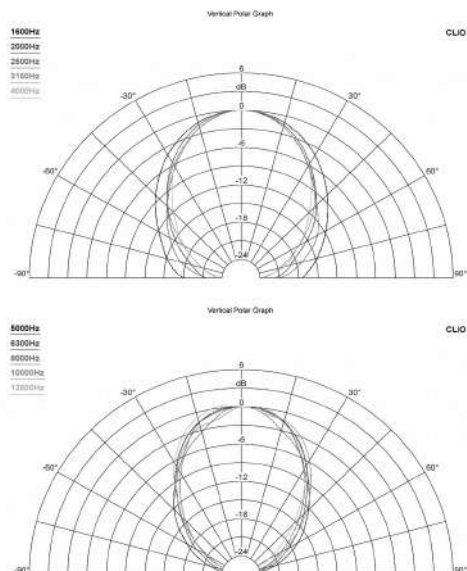 Vertical Polar Graph
1600Hz
CLIO
2000Hz
2500Hz
3150Hz
4000Hz
6
dB
0
-30°
30°
-6
-60°
60°
-12
-18
-24
-90°
90°
Vertical Polar Graph
5000Hz
CLIO
6300Hz
8000Hz
10000Hz
12500Hz
6
dB
0
-30°
30°
-6
-60°
60°
-12
-18
-24
-90°
90°